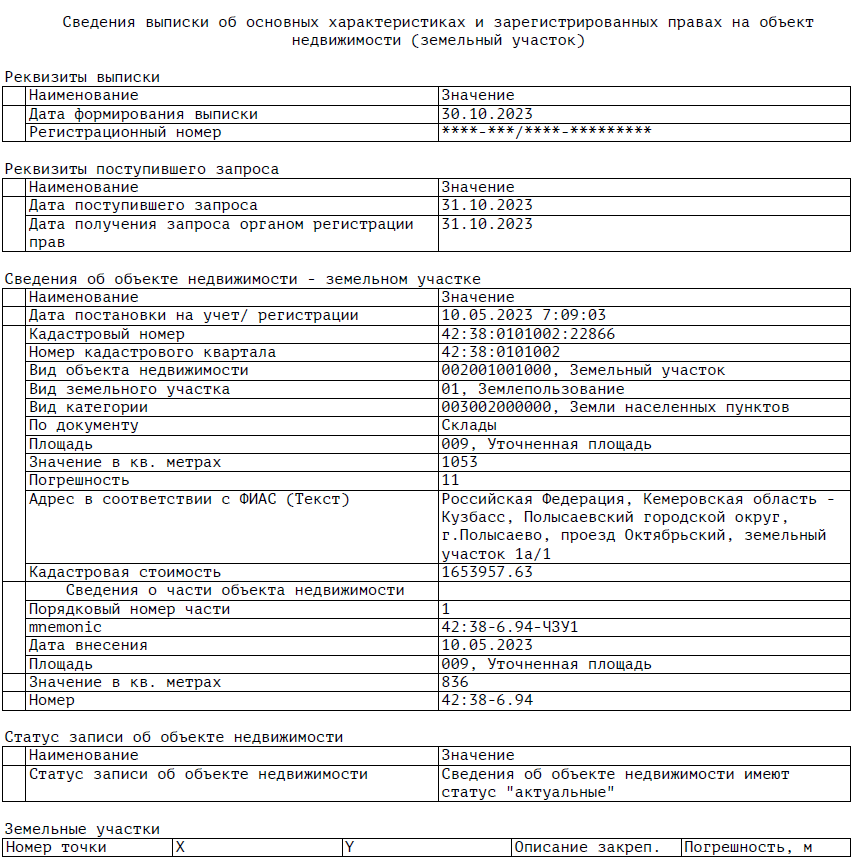 Сведения выписки об основных характеристиках и зарегистрированных правах на объект
недвижимости (земельный участок)
Реквизиты выписки
Наименование Значение
Дата формирования выписки 30.10.2023
Регистрационный номер ****-***/****-*********
Реквизиты поступившего запроса
Наименование Значение
Дата поступившего запроса 31.10.2023
Дата получения запроса органом регистрации 31.10.2023
прав
Сведения об объекте недвижимости - земельном участке
Наименование Значение
Дата постановки на учет/ регистрации 10.05.2023 7:09:03
Кадастровый номер 42:38:0101002:22866
Номер кадастрового квартала 42:38:0101002
Вид объекта недвижимости 002001001000, Земельный участок
Вид земельного участка 01, Землепользование
Вид категории 003002000000, Земли населенных пунктов
По документу Склады
Площадь 009, Уточненная площадь
Значение в кв. метрах 1053
Погрешность 11
Адрес в соответствии с ФИАС (Текст) Российская Федерация, Кемеровская область -
Кузбасс, Полысаевский городской округ,
г.Полысаево, проезд Октябрьский, земельный
участок 1а/1
Кадастровая стоимость 1653957.63
Сведения о части объекта недвижимости
Порядковый номер части 1
mnemonic 42:38-6.94-ЧЗУ1
Дата внесения 10.05.2023
Площадь 009, Уточненная площадь
Значение в кв. метрах 836
Номер 42:38-6.94
Статус записи об объекте недвижимости
Наименование Значение
Статус записи об объекте недвижимости Сведения об объекте недвижимости имеют
статус "актуальные"
Земельные участки
Номер точки X Y Описание закреп. Погрешность, м